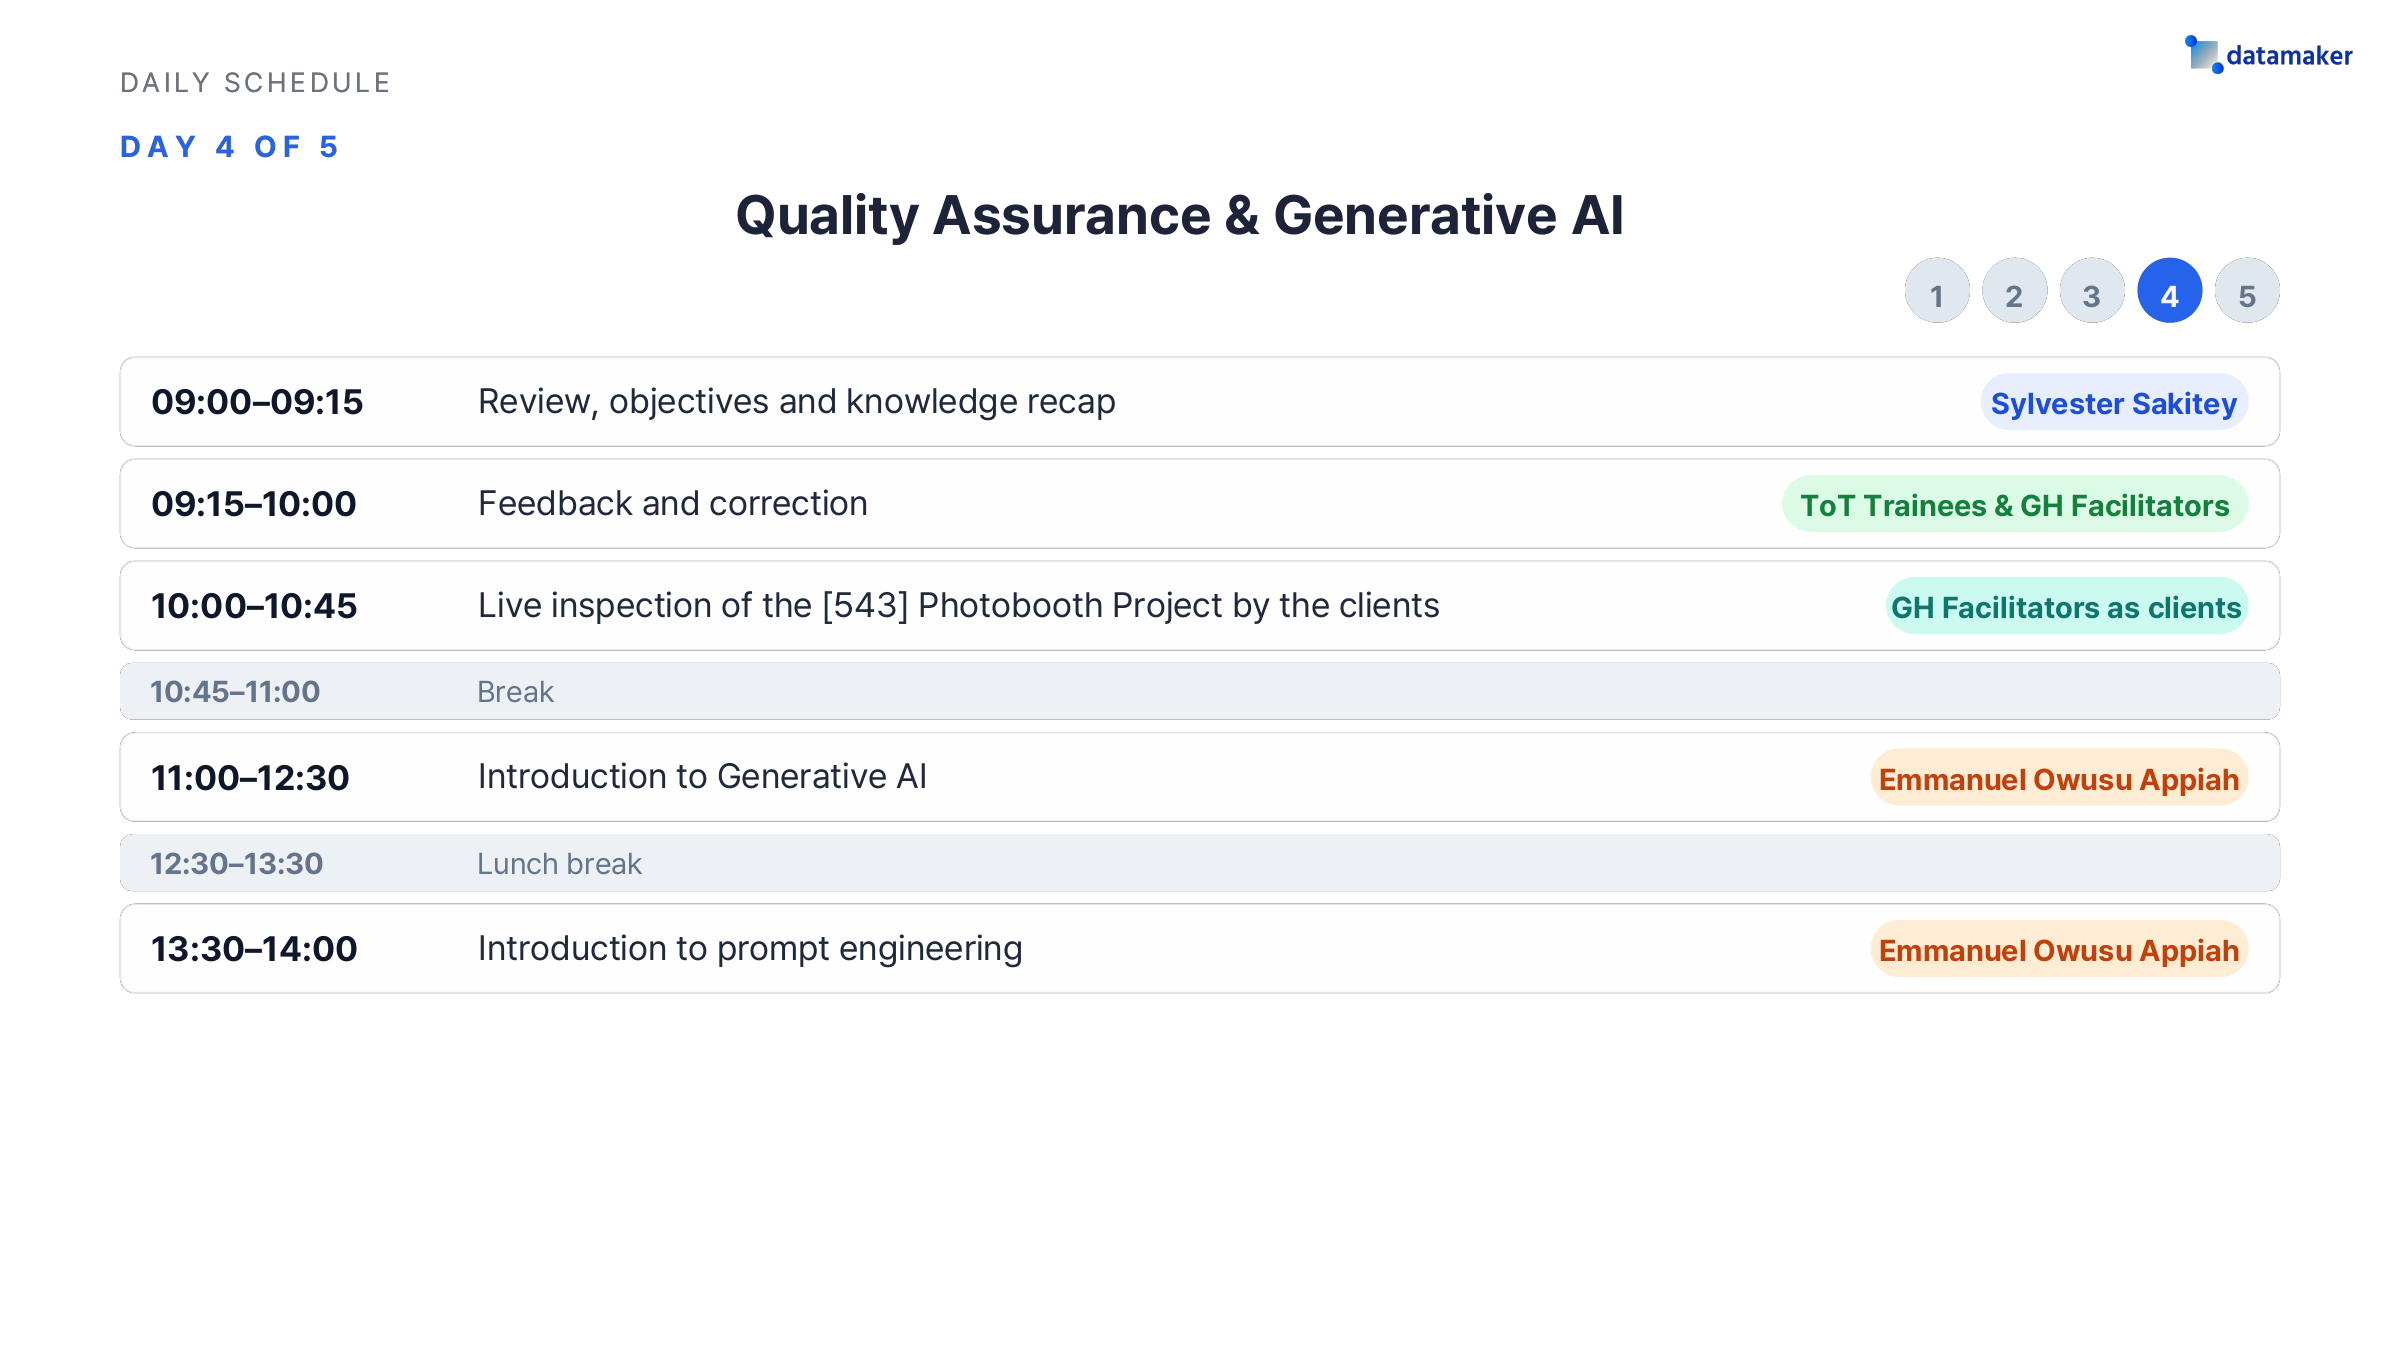 datamaker
DAILY SCHEDULE
DAY 4 OF 5
Quality Assurance & Generative AI
1 2 3 4 5
09:00–09:15 Review, objectives and knowledge recap Sylvester Sakitey
09:15–10:00 Feedback and correction ToT Trainees & GH Facilitators
10:00–10:45 Live inspection of the [543] Photobooth Project by the clients GH Facilitators as clients
10:45–11:00 Break
11:00–12:30 Introduction to Generative AI Emmanuel Owusu Appiah
12:30–13:30 Lunch break
13:30–14:00 Introduction to prompt engineering Emmanuel Owusu Appiah